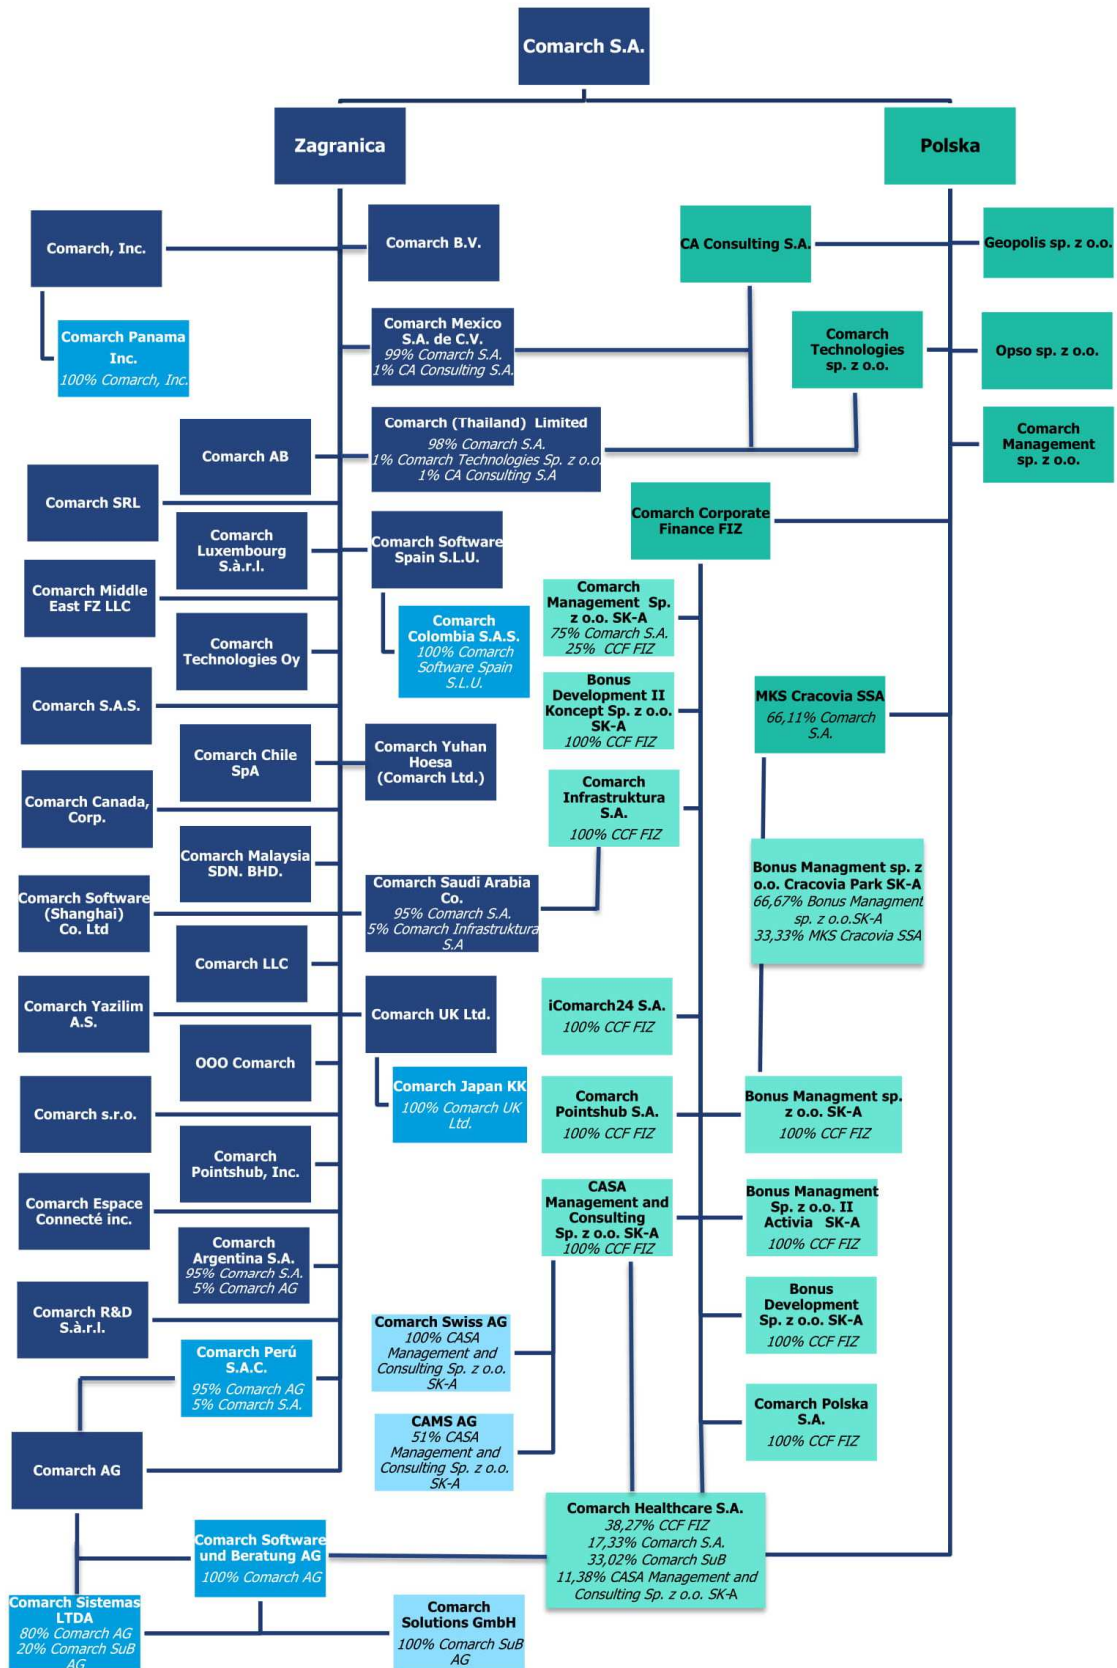 Comarch S.A.
Zagranica
Polska
Comarch, Inc.
Comarch B.V.
CA Consulting S.A.
Geopolis sp. z o.o.
Comarch Panama
Inc.
100% Comarch, Inc.
Comarch Mexico
S.A. de C.V.
99% Comarch S.A.
1% CA Consulting S.A.
Comarch
Technologies
sp. z o.o.
Opso sp. z o.o.
Comarch AB
Comarch (Thailand)  Limited
98% Comarch S.A.
1% Comarch Technologies Sp. z o.o.
1% CA Consulting S.A
Comarch
Management
sp. z o.o.
Comarch SRL
Comarch Corporate
Finance FIZ
Comarch
Luxembourg
S.à.r.l.
Comarch Software
Spain S.L.U.
Comarch Middle
East FZ LLC
Comarch
Management  Sp.
z o.o. SK-A
75% Comarch S.A.
25%  CCF FIZ
Comarch
Technologies Oy
Comarch
Colombia S.A.S.
100% Comarch
Software Spain
S.L.U.
Comarch S.A.S.
Bonus
Development II
Koncept Sp. z o.o.
SK-A
100% CCF FIZ
MKS Cracovia SSA
66,11% Comarch
S.A.
Comarch Chile
SpA
Comarch Yuhan
Hoesa
(Comarch Ltd.)
Comarch Canada,
Corp.
Comarch
Infrastruktura
S.A.
100% CCF FIZ
Comarch Malaysia
SDN. BHD.
Comarch Software
(Shanghai)
Co. Ltd
Comarch Saudi Arabia
Co.
95% Comarch S.A.
5% Comarch Infrastruktura
S.A
Bonus Managment sp. z
o.o. Cracovia Park SK-A
66,67% Bonus Managment
sp. z o.o.SK-A
33,33% MKS Cracovia SSA
Comarch LLC
Comarch Yazilim
A.S.
Comarch UK Ltd.
iComarch24 S.A.
100% CCF FIZ
OOO Comarch
Comarch s.r.o.
Comarch Japan KK
100% Comarch UK
Ltd.
Comarch
Pointshub S.A.
100% CCF FIZ
Bonus Managment sp.
z o.o. SK-A
100% CCF FIZ
Comarch
Pointshub, Inc.
Comarch Espace
Connecté inc.
CASA
Management and
Consulting
Sp. z o.o. SK-A
100% CCF FIZ
Bonus Managment
Sp. z o.o. II
Activia  SK-A
100% CCF FIZ
Comarch
Argentina S.A.
95% Comarch S.A.
5% Comarch AG
Comarch R&D
S.à.r.l.
Bonus
Development
Sp. z o.o. SK-A
100% CCF FIZ
Comarch Swiss AG
100% CASA
Management and
Consulting Sp. z o.o.
SK-A
Comarch Perú
S.A.C.
95% Comarch AG
5% Comarch S.A.
Comarch Polska
S.A.
100% CCF FIZ
CAMS AG
51% CASA
Management and
Consulting Sp. z o.o.
SK-A
Comarch AG
Comarch Healthcare S.A.
38,27% CCF FIZ
17,33% Comarch S.A.
33,02% Comarch SuB
11,38% CASA Management and
Consulting Sp. z o.o. SK-A
Comarch Software
und Beratung AG
100% Comarch AG
Comarch Sistemas
LTDA
80% Comarch AG
20% Comarch SuB
AG
Comarch
Solutions GmbH
100% Comarch SuB
AG